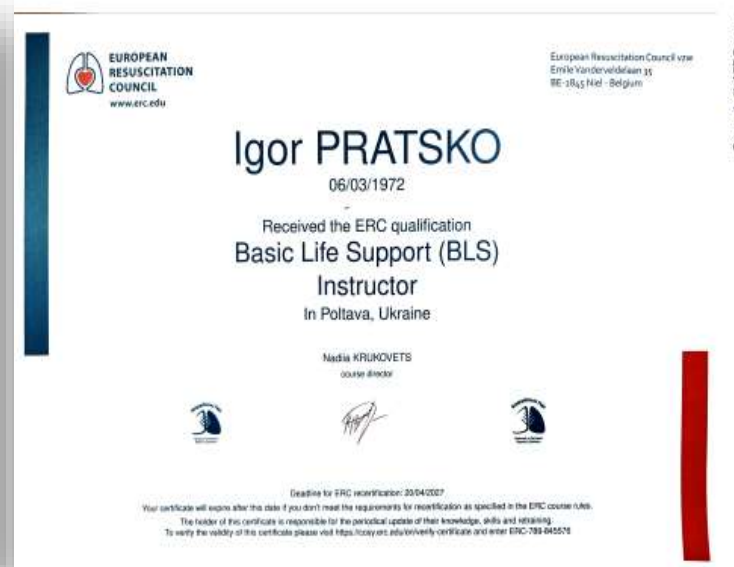 EUROPEAN
RESUSCITATION
COUNCIL
www.erc.edu
European Resuscitation Council vzw
Emile Vanderveldelaan 35
BE-2845 Niel - Belgium
Igor PRATSKO
06/03/1972
-
Received the ERC qualification
Basic Life Support (BLS)
Instructor
In Poltava, Ukraine
Nadiia KRUKOVETS
course director
Deadline for ERC recertification: 20/04/2027
Your certificate will expire after this date if you don't meet the requirements for recertification as specified in the ERC course rules.
The holder of this certificate is responsible for the periodical update of their knowledge, skills and retraining.
To verify the validity of this certificate please visit https://cosy.erc.edu/en/verify-certificate and enter ERC-789-845576